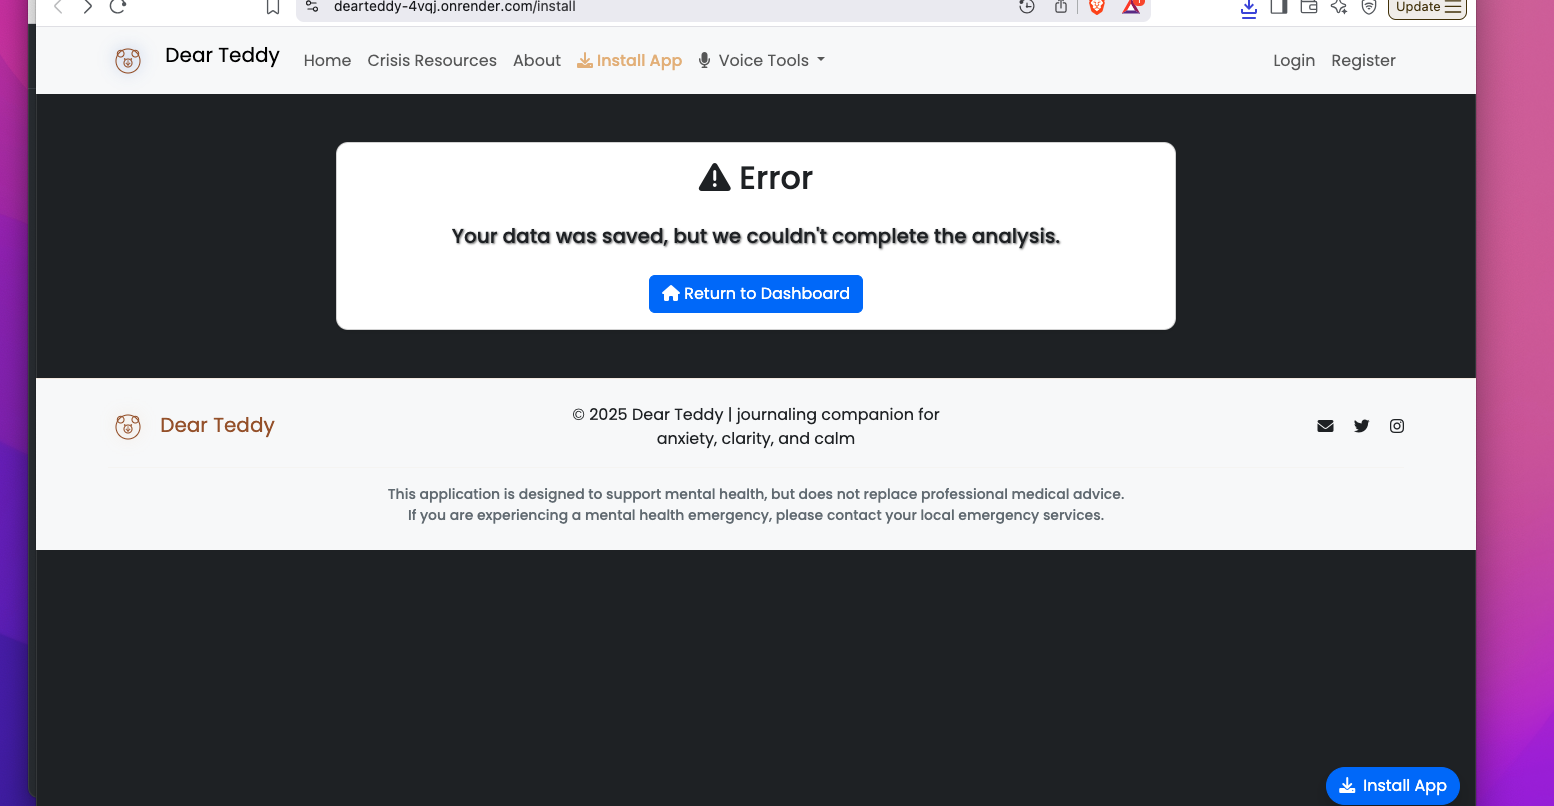 dearteddy-4vqj.onrender.com/install
Update
Dear Teddy
Home
Crisis Resources
About
Install App
Voice Tools
Login
Register
Error
Your data was saved, but we couldn't complete the analysis.
Return to Dashboard
Dear Teddy
© 2025 Dear Teddy | journaling companion for
anxiety, clarity, and calm
This application is designed to support mental health, but does not replace professional medical advice.
If you are experiencing a mental health emergency, please contact your local emergency services.
Install App